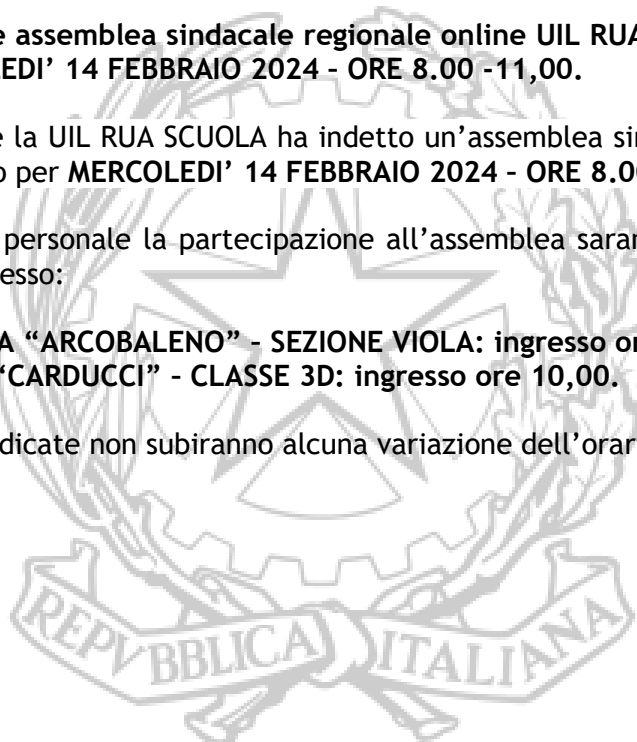 e assemblea sindacale regionale online UIL RUA
EDI’ 14 FEBBRAIO 2024 – ORE 8.00 -11,00.
e la UIL RUA SCUOLA ha indetto un’assemblea si
o per MERCOLEDI’ 14 FEBBRAIO 2024 – ORE 8.0
personale la partecipazione all’assemblea sara
esso:
A “ARCOBALENO” – SEZIONE VIOLA: ingresso o
“CARDUCCI” – CLASSE 3D: ingresso ore 10,00.
dicate non subiranno alcuna variazione dell’orar
REPVBBLICA ITALIANA